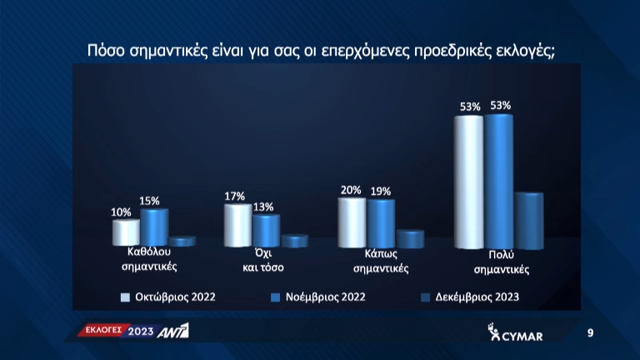 Πόσο σημαντικές είναι για σας οι επερχόμενες προεδρικές εκλογές;
53% 53%
20% 19%
17%
15%
13%
10%
Καθόλου σημαντικές
Όχι και τόσο
Κάπως σημαντικές
Πολύ σημαντικές
Οκτώβριος 2022
Νοέμβριος 2022
Δεκέμβριος 2023
ΕΚΛΟΓΕΣ 2023 ΑΝΤ1
CYMAR
9